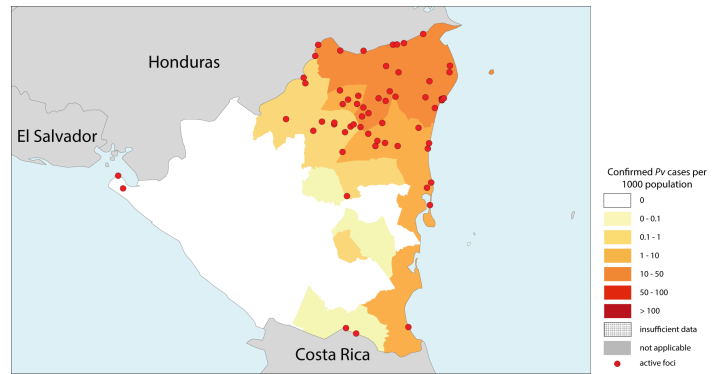 Honduras
El Salvador
Costa Rica
Confirmed Pv cases per
1000 population
0
0 - 0.1
0.1 - 1
1 - 10
10 - 50
50 - 100
> 100
insufficient data
not applicable
active foci